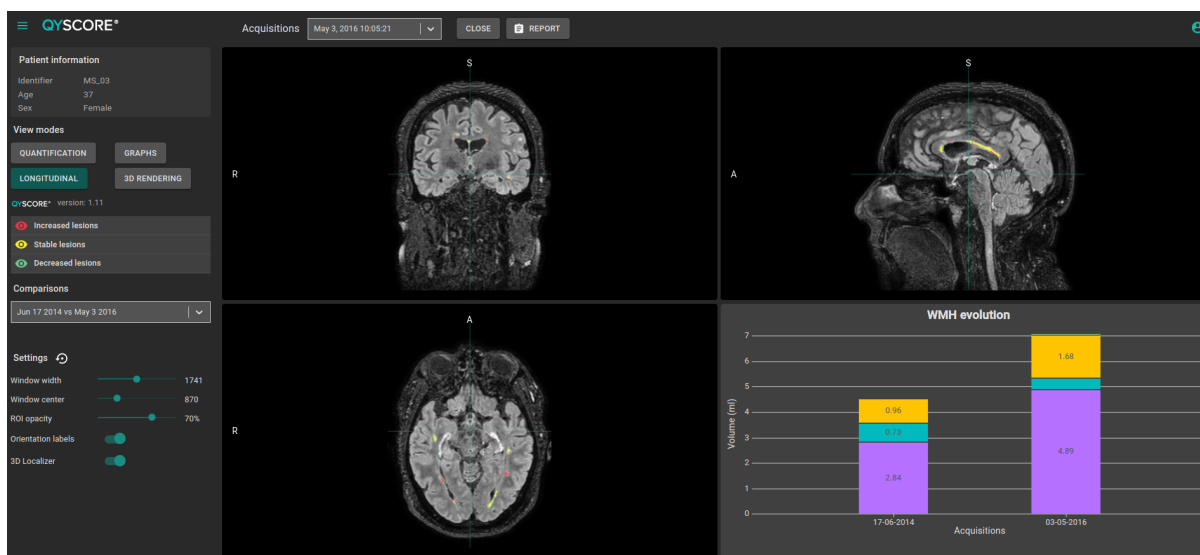 QYSCORE®
Acquisitions
May 3, 2016 10:05:21
CLOSE
REPORT
Patient information
Identifier MS_03
Age 37
Sex Female
View modes
QUANTIFICATION
GRAPHS
LONGITUDINAL
3D RENDERING
QYSCORE® version: 1.11
Increased lesions
Stable lesions
Decreased lesions
Comparisons
Jun 17 2014 vs May 3 2016
Settings
Window width 1741
Window center 870
ROI opacity 70%
Orientation labels
3D Localizer
S
R
S
A
A
R
WMH evolution
Volume (ml)
7
6
5
4
3
2
1
0
0.96
0.73
2.84
1.68
4.89
17-06-2014
03-05-2016
Acquisitions